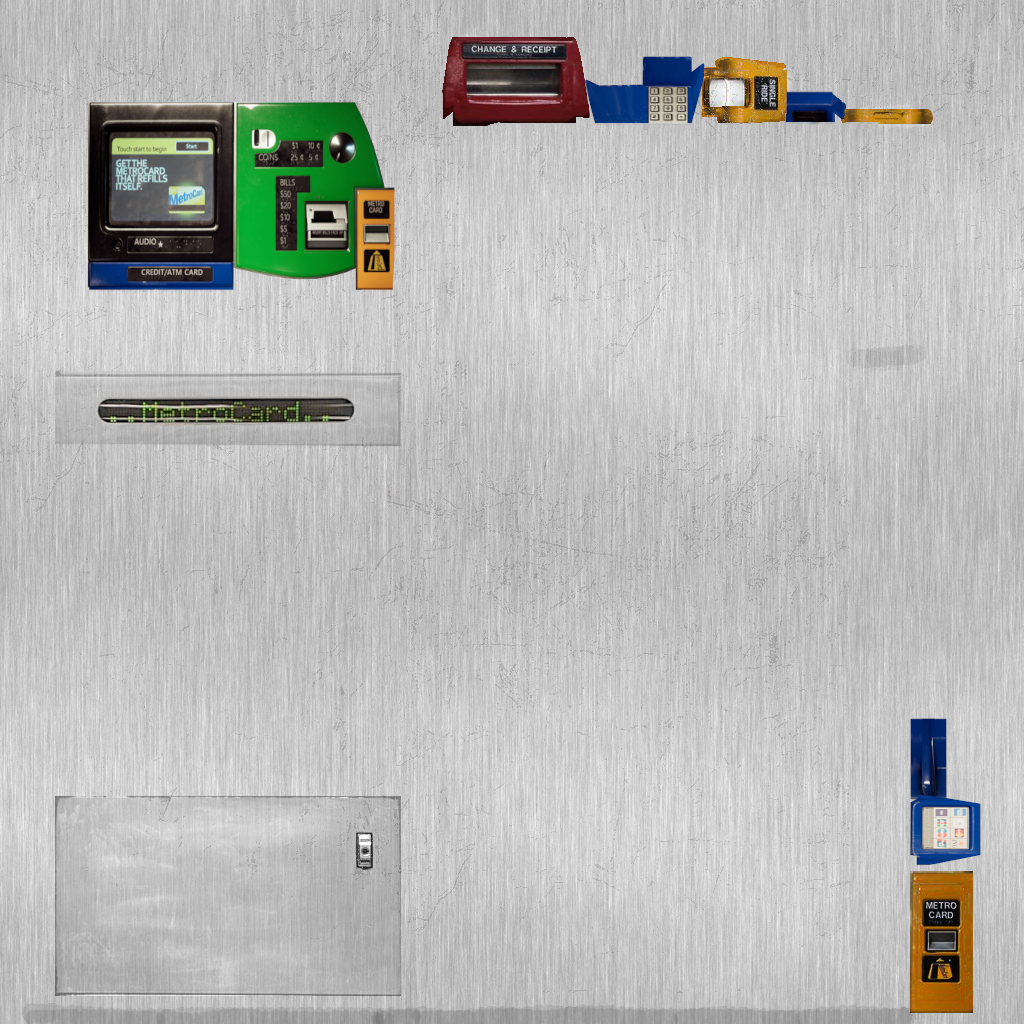 CHANGE & RECEIPT
SINGLE RIDE
Touch start to begin
Start
GET THE
METROCARD
THAT REFILLS
ITSELF.
MetroCard
AUDIO
CREDIT/ATM CARD
$1 10¢
COINS 25¢ 5¢
BILLS
$50
$20
$10
$5
$1
METRO
CARD
..MetroCard..
METRO
CARD